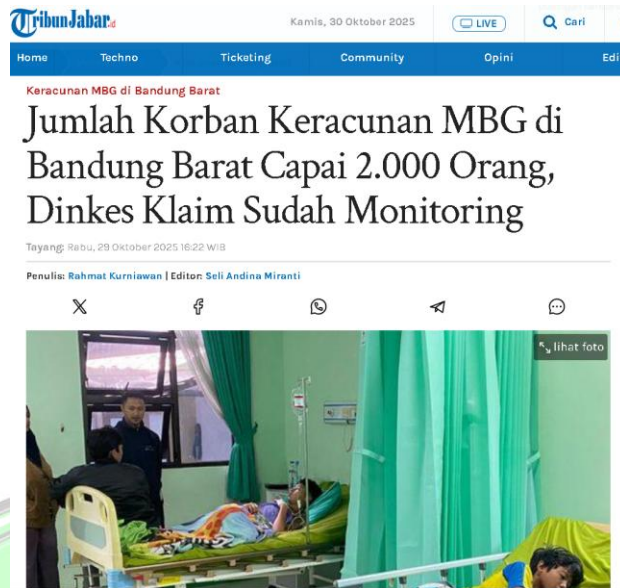 TribunJabar.id
Kamis, 30 Oktober 2025
LIVE
Cari
Home Techno Ticketing Community Opini Edi
Keracunan MBG di Bandung Barat
Jumlah Korban Keracunan MBG di
Bandung Barat Capai 2.000 Orang,
Dinkes Klaim Sudah Monitoring
Tayang: Rabu, 29 Oktober 2025 16:22 WIB
Penulis: Rahmat Kurniawan | Editor: Seli Andina Miranti
lihat foto